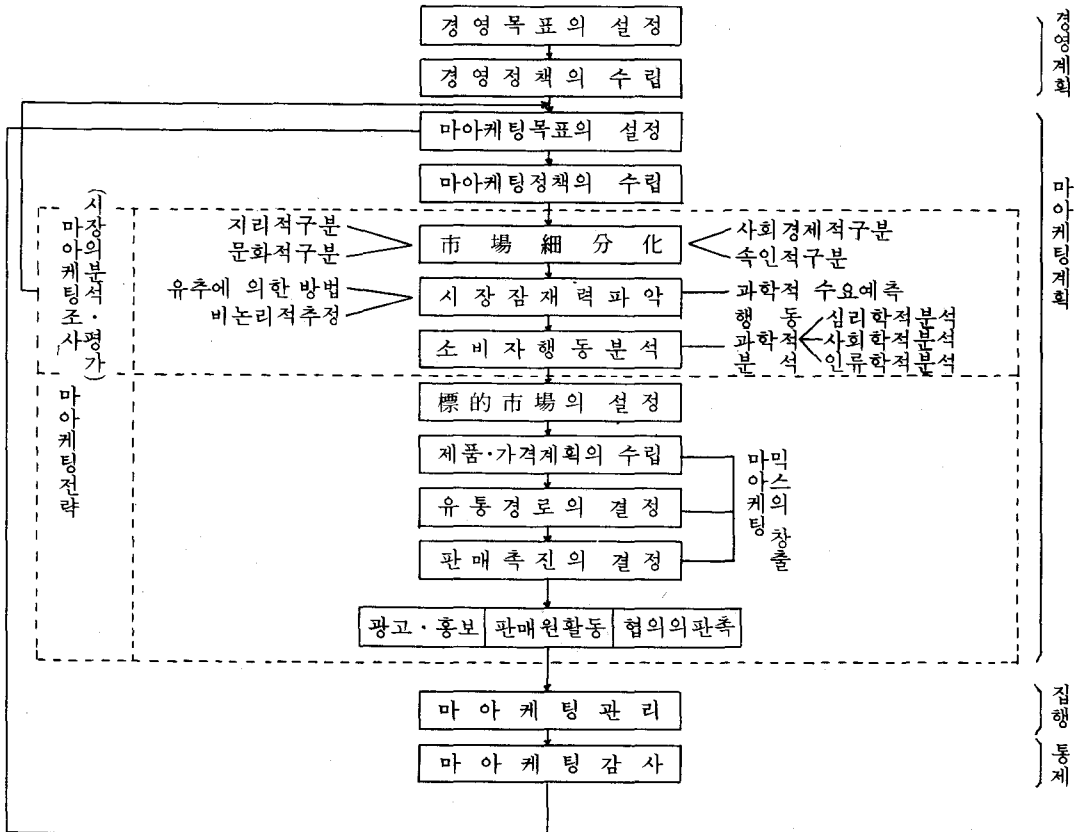 경영목표의 설정
경영정책의 수립
마아케팅목표의 설정
마아케팅정책의 수립
지리적구분
문화적구분
市場細分化
사회경제적구분
속인적구분
유추에 의한 방법
비논리적추정
시장잠재력파악
과학적 수요예측
소비자행동분석
행동
과학적
분석
심리학적분석
사회학적분석
인류학적분석
標的市場의 설정
제품·가격계획의 수립
유통경로의 결정
판매촉진의 결정
마아케팅
믹스의 창출
광고·홍보
판매원활동
협의의판촉
마아케팅관리
마아케팅감사
마아케팅조사
(시장의분석·평가)
마아케팅전략
경영계획
마아케팅계획
집행
통제